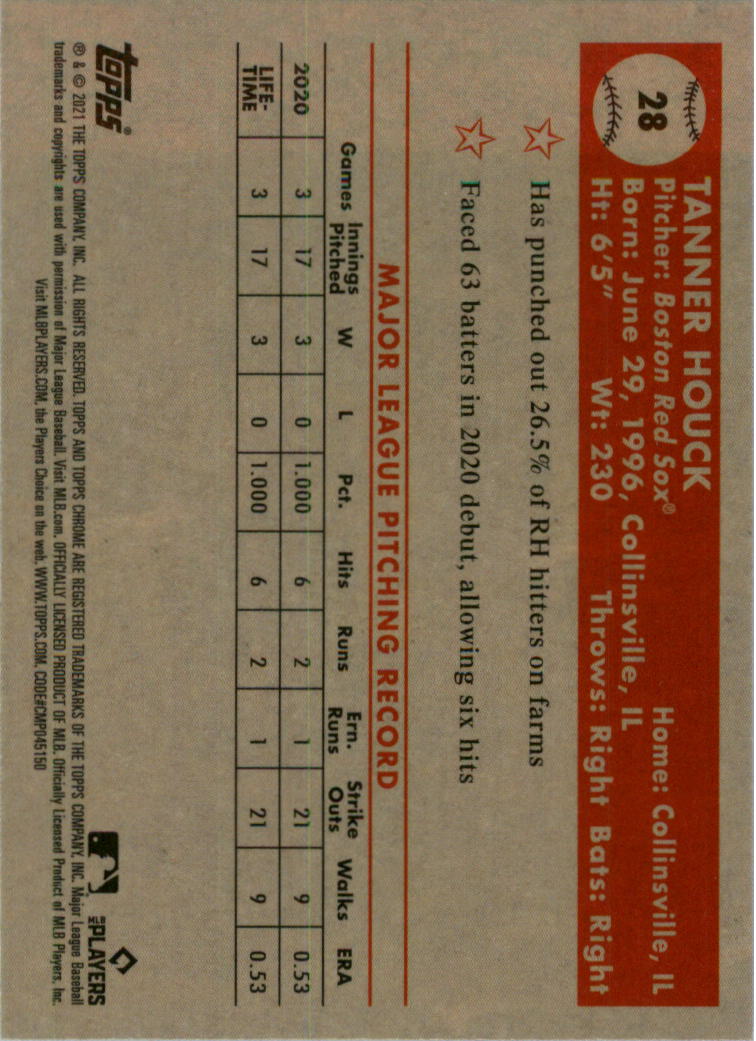 28
TANNER HOUCK
Pitcher: Boston Red Sox® Home: Collinsville, IL
Born: June 29, 1996, Collinsville, IL
Ht: 6'5" Wt: 230 Throws: Right Bats: Right
Has punched out 26.5% of RH hitters on farms
Faced 63 batters in 2020 debut, allowing six hits
MAJOR LEAGUE PITCHING RECORD
Games Innings Pitched W L Pct. Hits Runs Ern. Runs Strike Outs Walks ERA
2020 3 17 3 0 1.000 6 2 1 21 9 0.53
LIFE-TIME 3 17 3 0 1.000 6 2 1 21 9 0.53
topps®
MLB PLAYERS
® & © 2021 THE TOPPS COMPANY, INC. ALL RIGHTS RESERVED. TOPPS AND TOPPS CHROME ARE REGISTERED TRADEMARKS OF THE TOPPS COMPANY, INC. Major League Baseball
trademarks and copyrights are used with permission of Major League Baseball. Visit MLB.com. OFFICIALLY LICENSED PRODUCT OF MLB. Officially Licensed Product of MLB Players, Inc.
Visit MLBPLAYERS.COM, the Players Choice on the web. WWW.TOPPS.COM. CODE#CMP045150